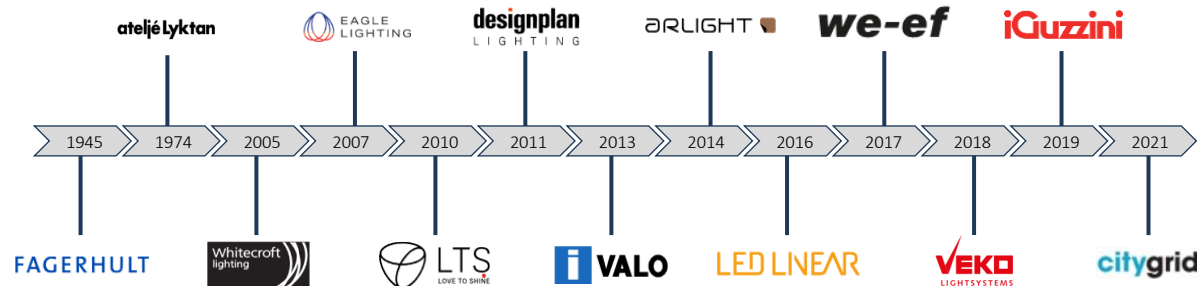 ateljé Lyktan
EAGLE
LIGHTING
designplan
LIGHTING
ARLIGHT
we-ef
iGuzzini
1945
1974
2005
2007
2010
2011
2013
2014
2016
2017
2018
2019
2021
FAGERHULT
Whitecroft
lighting
LTS
LOVE TO SHINE
i VALO
LED LINEAR
VEKO
LIGHTSYSTEMS
citygrid